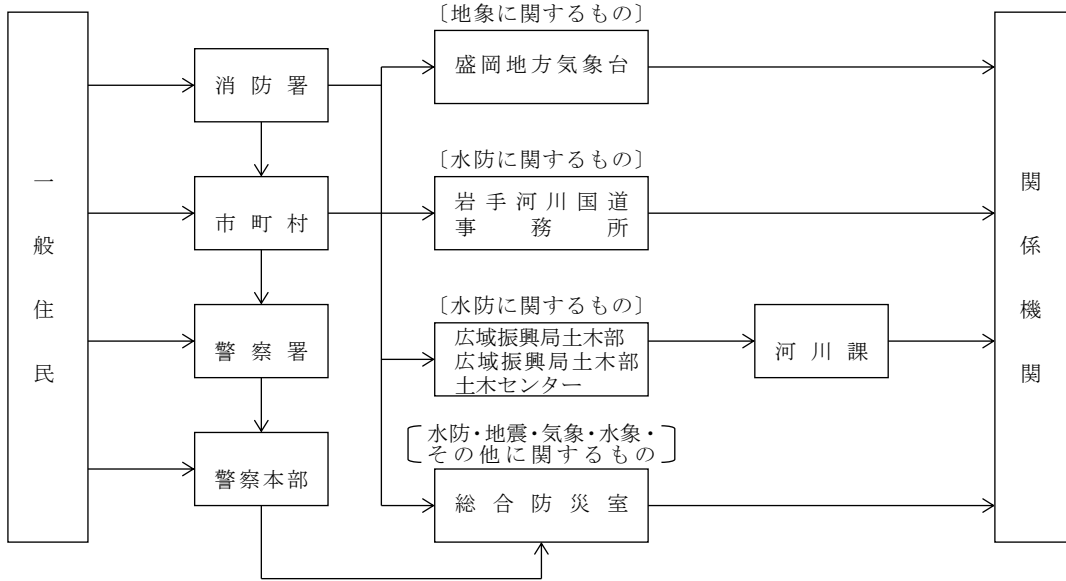 一般住民
消防署
市町村
警察署
警察本部
〔地象に関するもの〕
盛岡地方気象台
〔水防に関するもの〕
岩手河川国道
事務所
〔水防に関するもの〕
広域振興局土木部
広域振興局土木部
土木センター
河川課
水防・地震・気象・水象・
その他に関するもの
総合防災室
関係機関